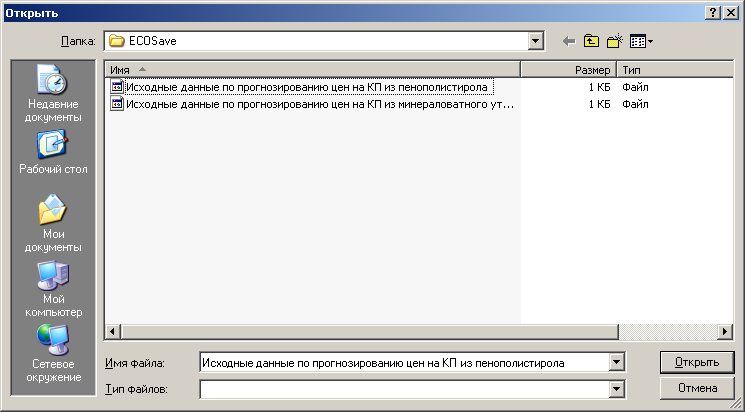 Открыть
Папка: ECOSave
Имя Размер Тип
Исходные данные по прогнозированию цен на КП из пенополистирола 1 КБ Файл
Исходные данные по прогнозированию цен на КП из минераловатного ут... 1 КБ Файл
Недавние
документы
Рабочий стол
Мои
документы
Мой
компьютер
Сетевое
окружение
Имя файла: Исходные данные по прогнозированию цен на КП из пенополистирола Открыть
Тип файлов: Отмена